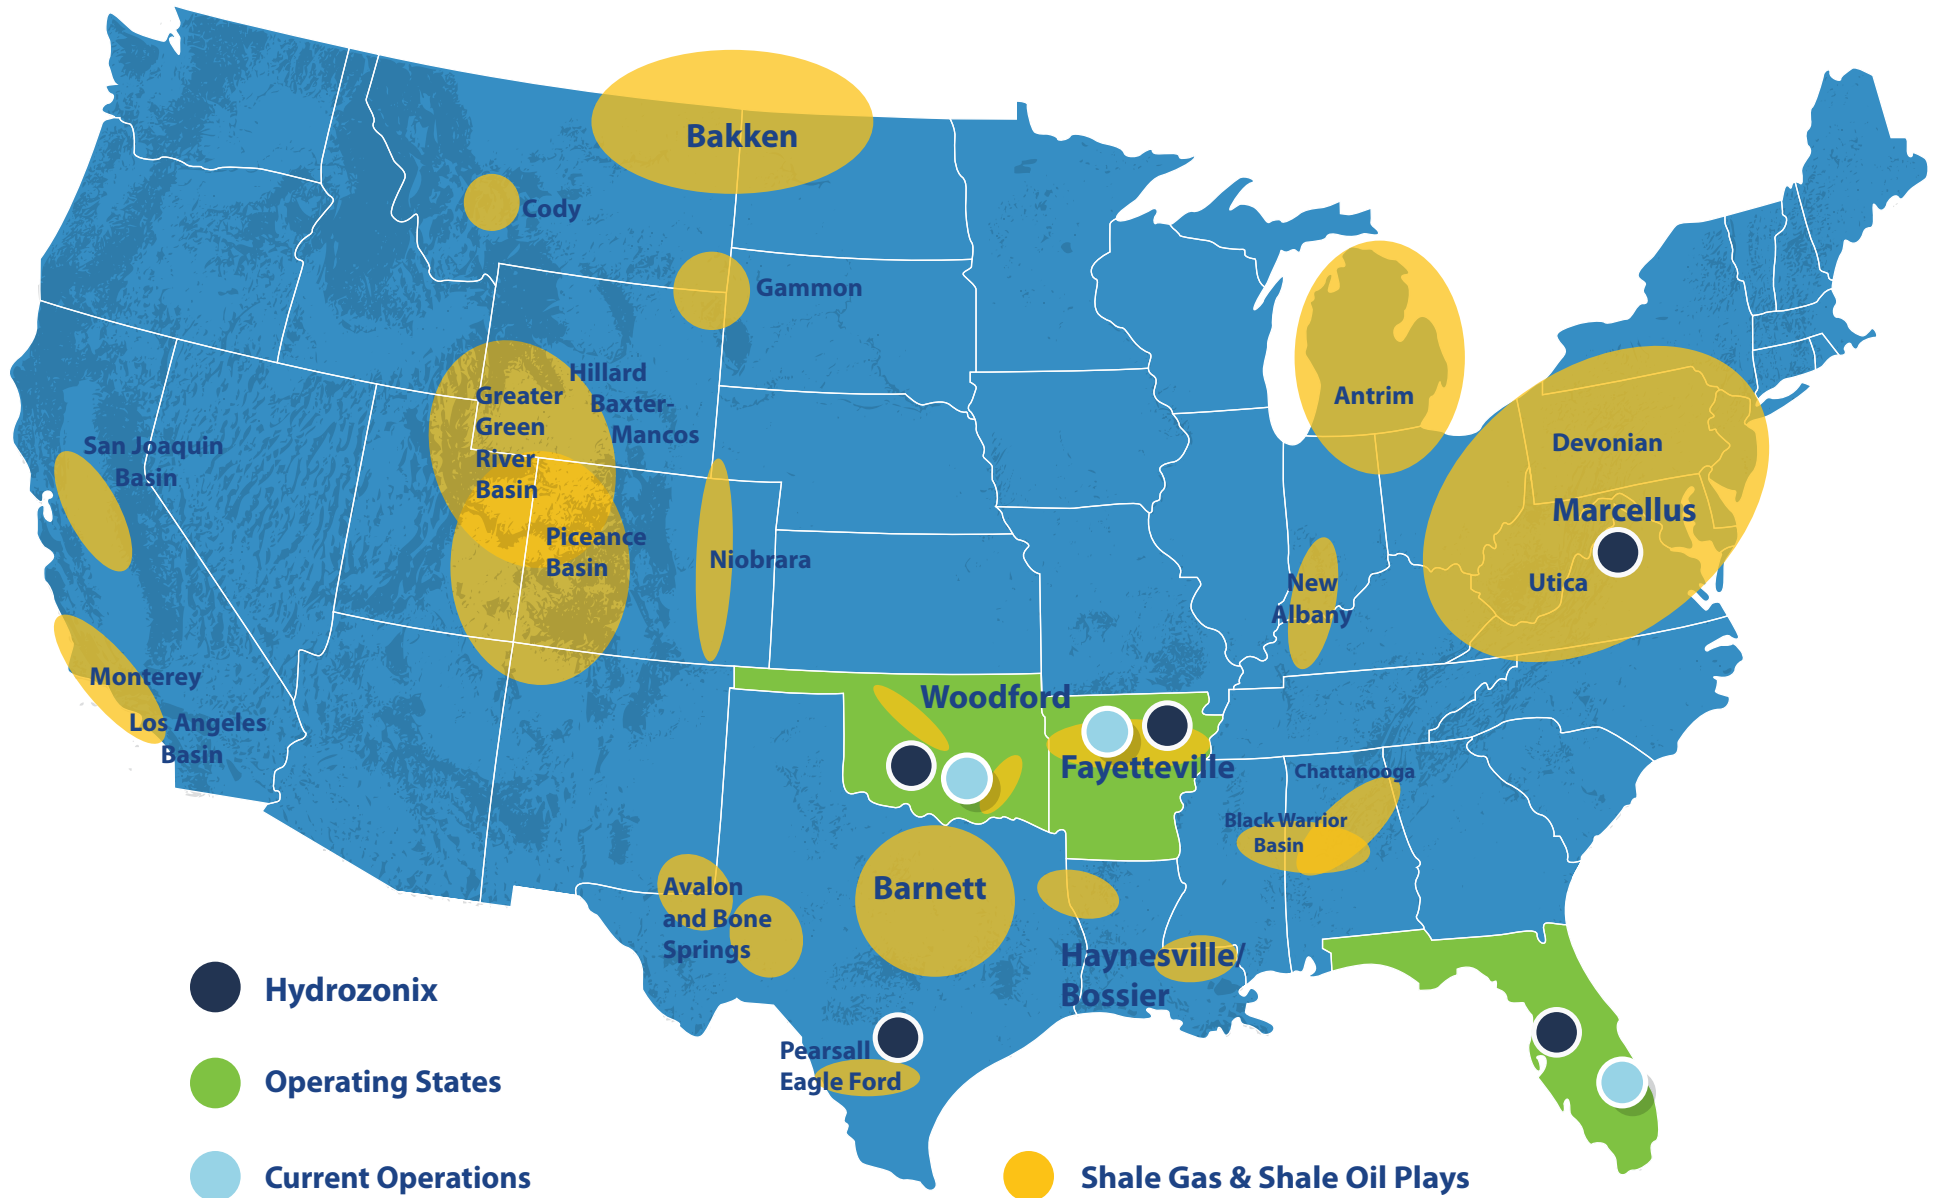 Bakken
Cody
Gammon
Hillard
Baxter-
Mancos
Greater
Green
River
Basin
Antrim
San Joaquin
Basin
Devonian
Marcellus
Piceance
Basin
Niobrara
New
Albany
Utica
Monterey
Los Angeles
Basin
Woodford
Fayetteville
Chattanooga
Black Warrior
Basin
Avalon
and Bone
Springs
Barnett
Haynesville/
Bossier
Pearsall
Eagle Ford
Hydrozonix
Operating States
Current Operations
Shale Gas & Shale Oil Plays